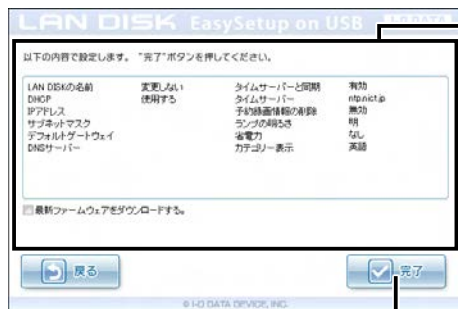 LAN DISK EasySetup on USB
以下の内容で設定します。 "完了"ボタンを押してください。
LAN DISKの名前 変更しない
DHCP 使用する
IPアドレス
サブネットマスク
デフォルトゲートウェイ
DNSサーバー
タイムサーバーと同期 有効
タイムサーバー ntp.nict.jp
予約録画情報の削除 無効
ランプの明るさ 明
省電力 なし
カテゴリー表示 英語
最新ファームウェアをダウンロードする。
戻る
完了
© I-O DATA DEVICE, INC.